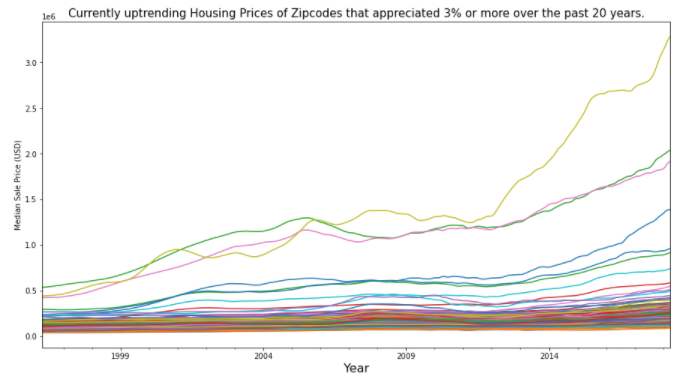 Currently uptrending Housing Prices of Zipcodes that appreciated 3% or more over the past 20 years.
1e6
3.0
2.5
2.0
1.5
1.0
0.5
0.0
Median Sale Price (USD)
1999 2004 2009 2014
Year